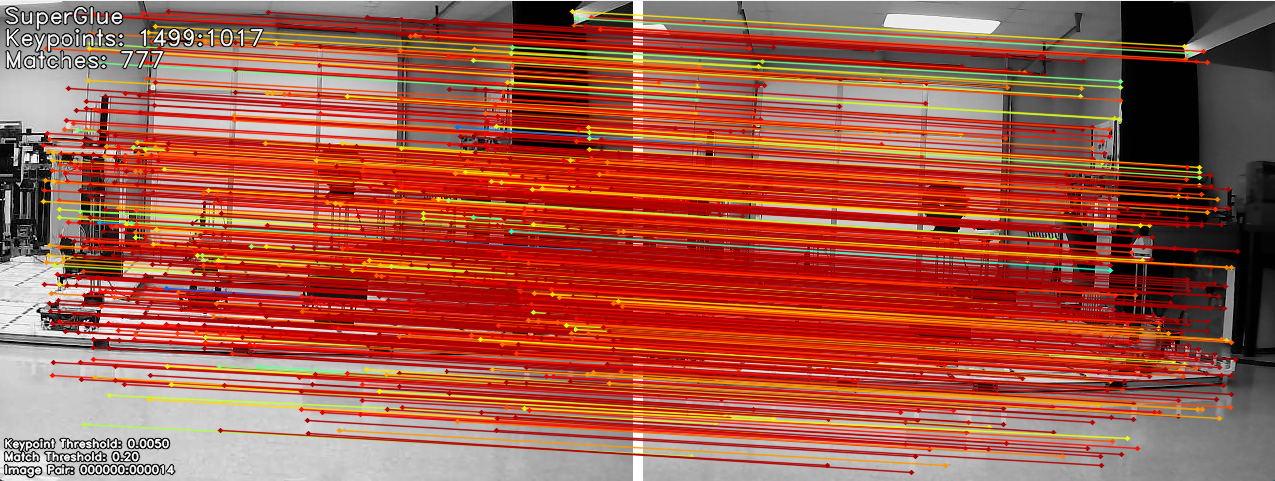 SuperGlue
Keypoints: 1499:1017
Matches: 777
Keypoint Threshold: 0.0050
Match Threshold: 0.20
Image Pair: 000000:000014